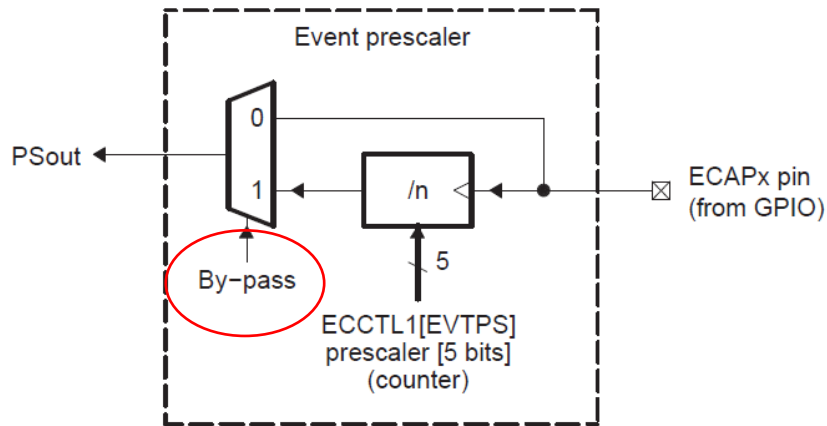 Event prescaler
0
PSout
1
/n
ECAPx pin
(from GPIO)
5
By−pass
ECCTL1[EVTPS]
prescaler [5 bits]
(counter)